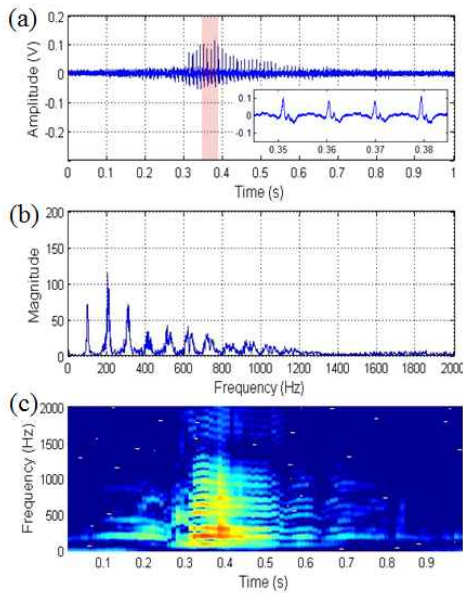 (a)
0.2
0.1
0
-0.1
-0.2
Amplitude (V)
0.1
0
-0.1
0.35 0.36 0.37 0.38
0 0.1 0.2 0.3 0.4 0.5 0.6 0.7 0.8 0.9 1
Time (s)
(b)
200
150
100
50
0
Magnitude
0 200 400 600 800 1000 1200 1400 1600 1800 2000
Frequency (Hz)
(c)
2000
1500
1000
500
0
Frequency (Hz)
0.1 0.2 0.3 0.4 0.5 0.6 0.7 0.8 0.9
Time (s)